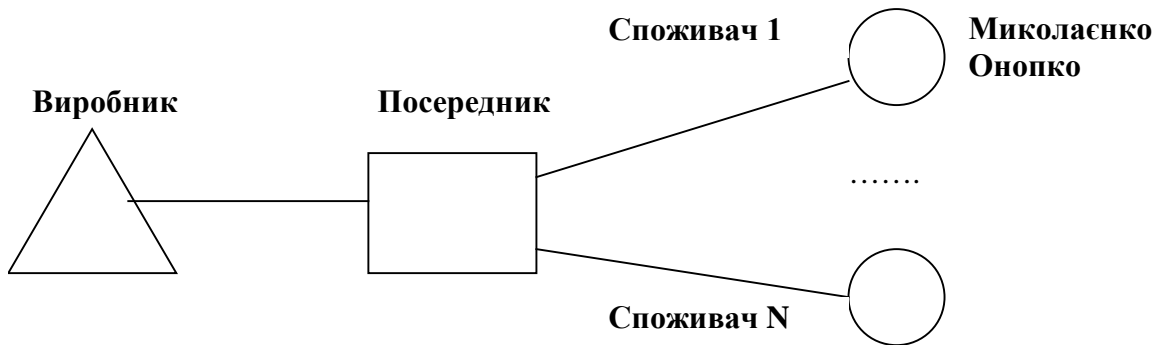 Споживач 1
Миколаєнко
Онопко
Виробник
Посередник
…….
Споживач N